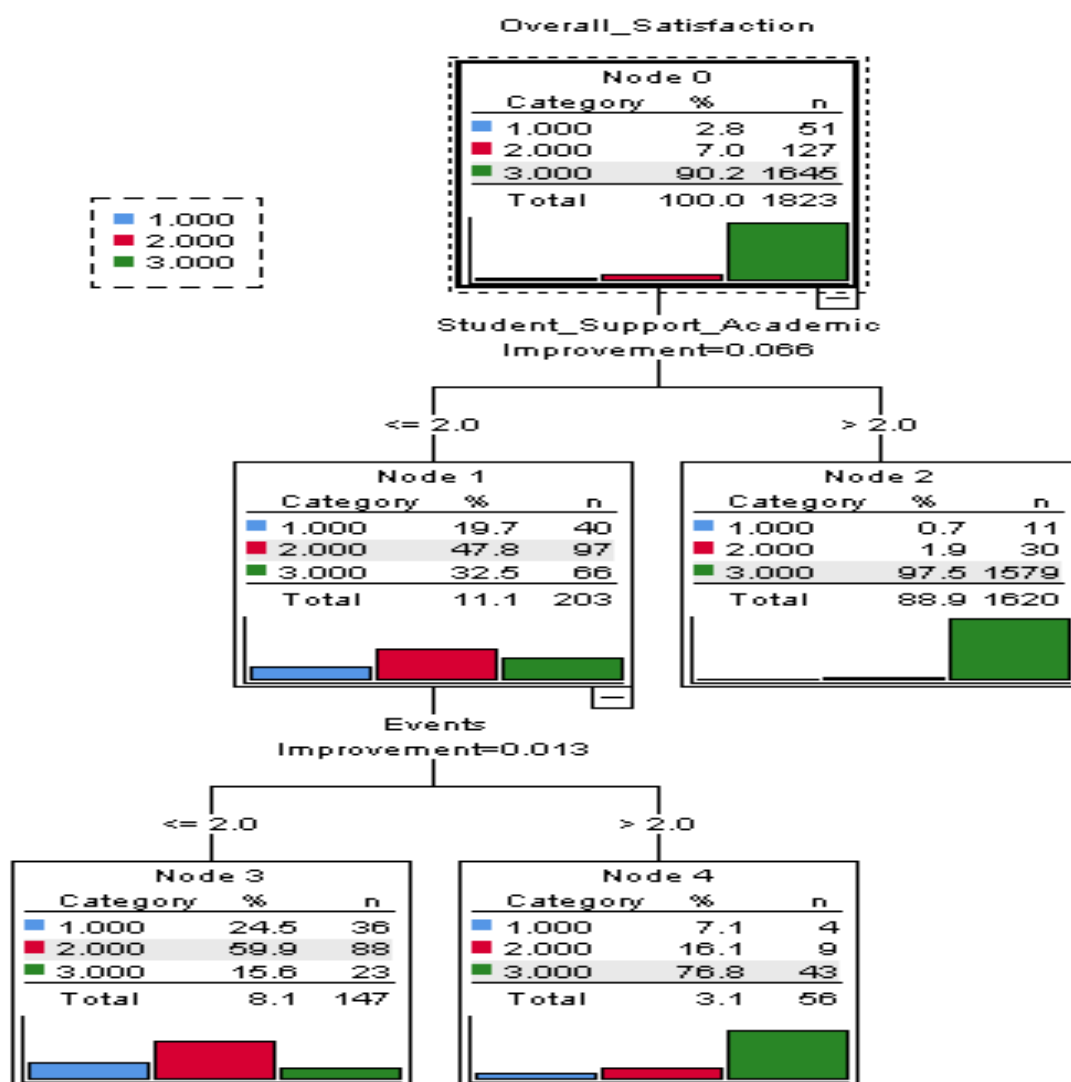 Overall_Satisfaction
Node 0
Category % n
1.000 2.8 51
2.000 7.0 127
3.000 90.2 1645
Total 100.0 1823
1.000
2.000
3.000
Student_Support_Academic
Improvement=0.066
<= 2.0
> 2.0
Node 1
Category % n
1.000 19.7 40
2.000 47.8 97
3.000 32.5 66
Total 11.1 203
Node 2
Category % n
1.000 0.7 11
2.000 1.9 30
3.000 97.5 1579
Total 88.9 1620
Events
Improvement=0.013
<= 2.0
> 2.0
Node 3
Category % n
1.000 24.5 36
2.000 59.9 88
3.000 15.6 23
Total 8.1 147
Node 4
Category % n
1.000 7.1 4
2.000 16.1 9
3.000 76.8 43
Total 3.1 56